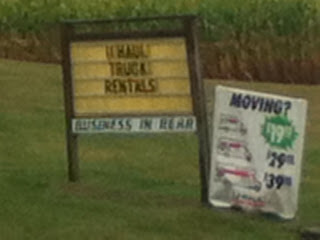 U-HAUL!
TRUCK!
RENTALS!
BUSINESS IN REAR
MOVING?
$19.95
$29.95
$39.95